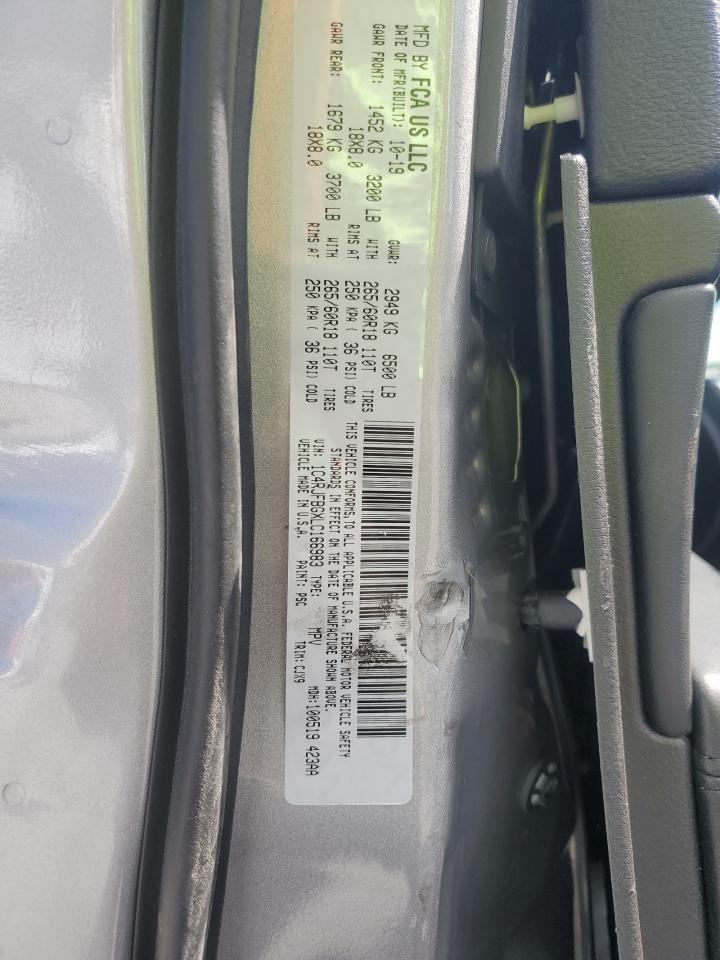 MFD BY FCA US LLC
DATE OF MFR(BUILT): 10-19 GVWR: 2949 KG 6500 LB
GAWR FRONT: 1452 KG 3200 LB WITH 265/60R18 110T TIRES
18X8.0 RIMS AT 250 KPA ( 36 PSI) COLD
GAWR REAR: 1679 KG 3700 LB WITH 265/60R18 110T TIRES
18X8.0 RIMS AT 250 KPA ( 36 PSI) COLD
THIS VEHICLE CONFORMS TO ALL APPLICABLE U.S.A. FEDERAL MOTOR VEHICLE SAFETY
STANDARDS IN EFFECT ON THE DATE OF MANUFACTURE SHOWN ABOVE.
VIN: 1C4RJFBGXLC166983 TYPE: MPV MDH:100519 423AA
VEHICLE MADE IN U.S.A. PAINT: PSC TRIM:CJX9